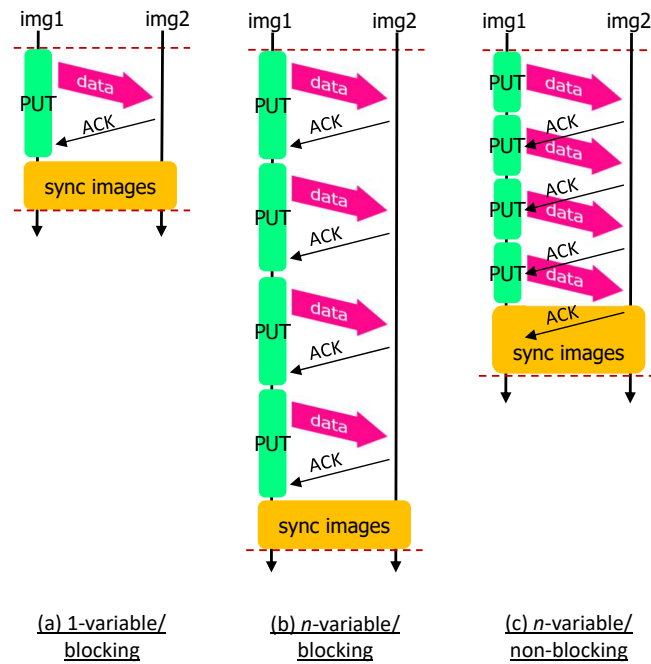 img1 img2
PUT
data
ACK
sync images
(a) 1-variable/
blocking
img1 img2
PUT
data
ACK
PUT
data
ACK
PUT
data
ACK
PUT
data
ACK
sync images
(b) n-variable/
blocking
img1 img2
PUT
data
ACK
PUT
data
ACK
PUT
data
ACK
PUT
data
ACK
sync images
(c) n-variable/
non-blocking